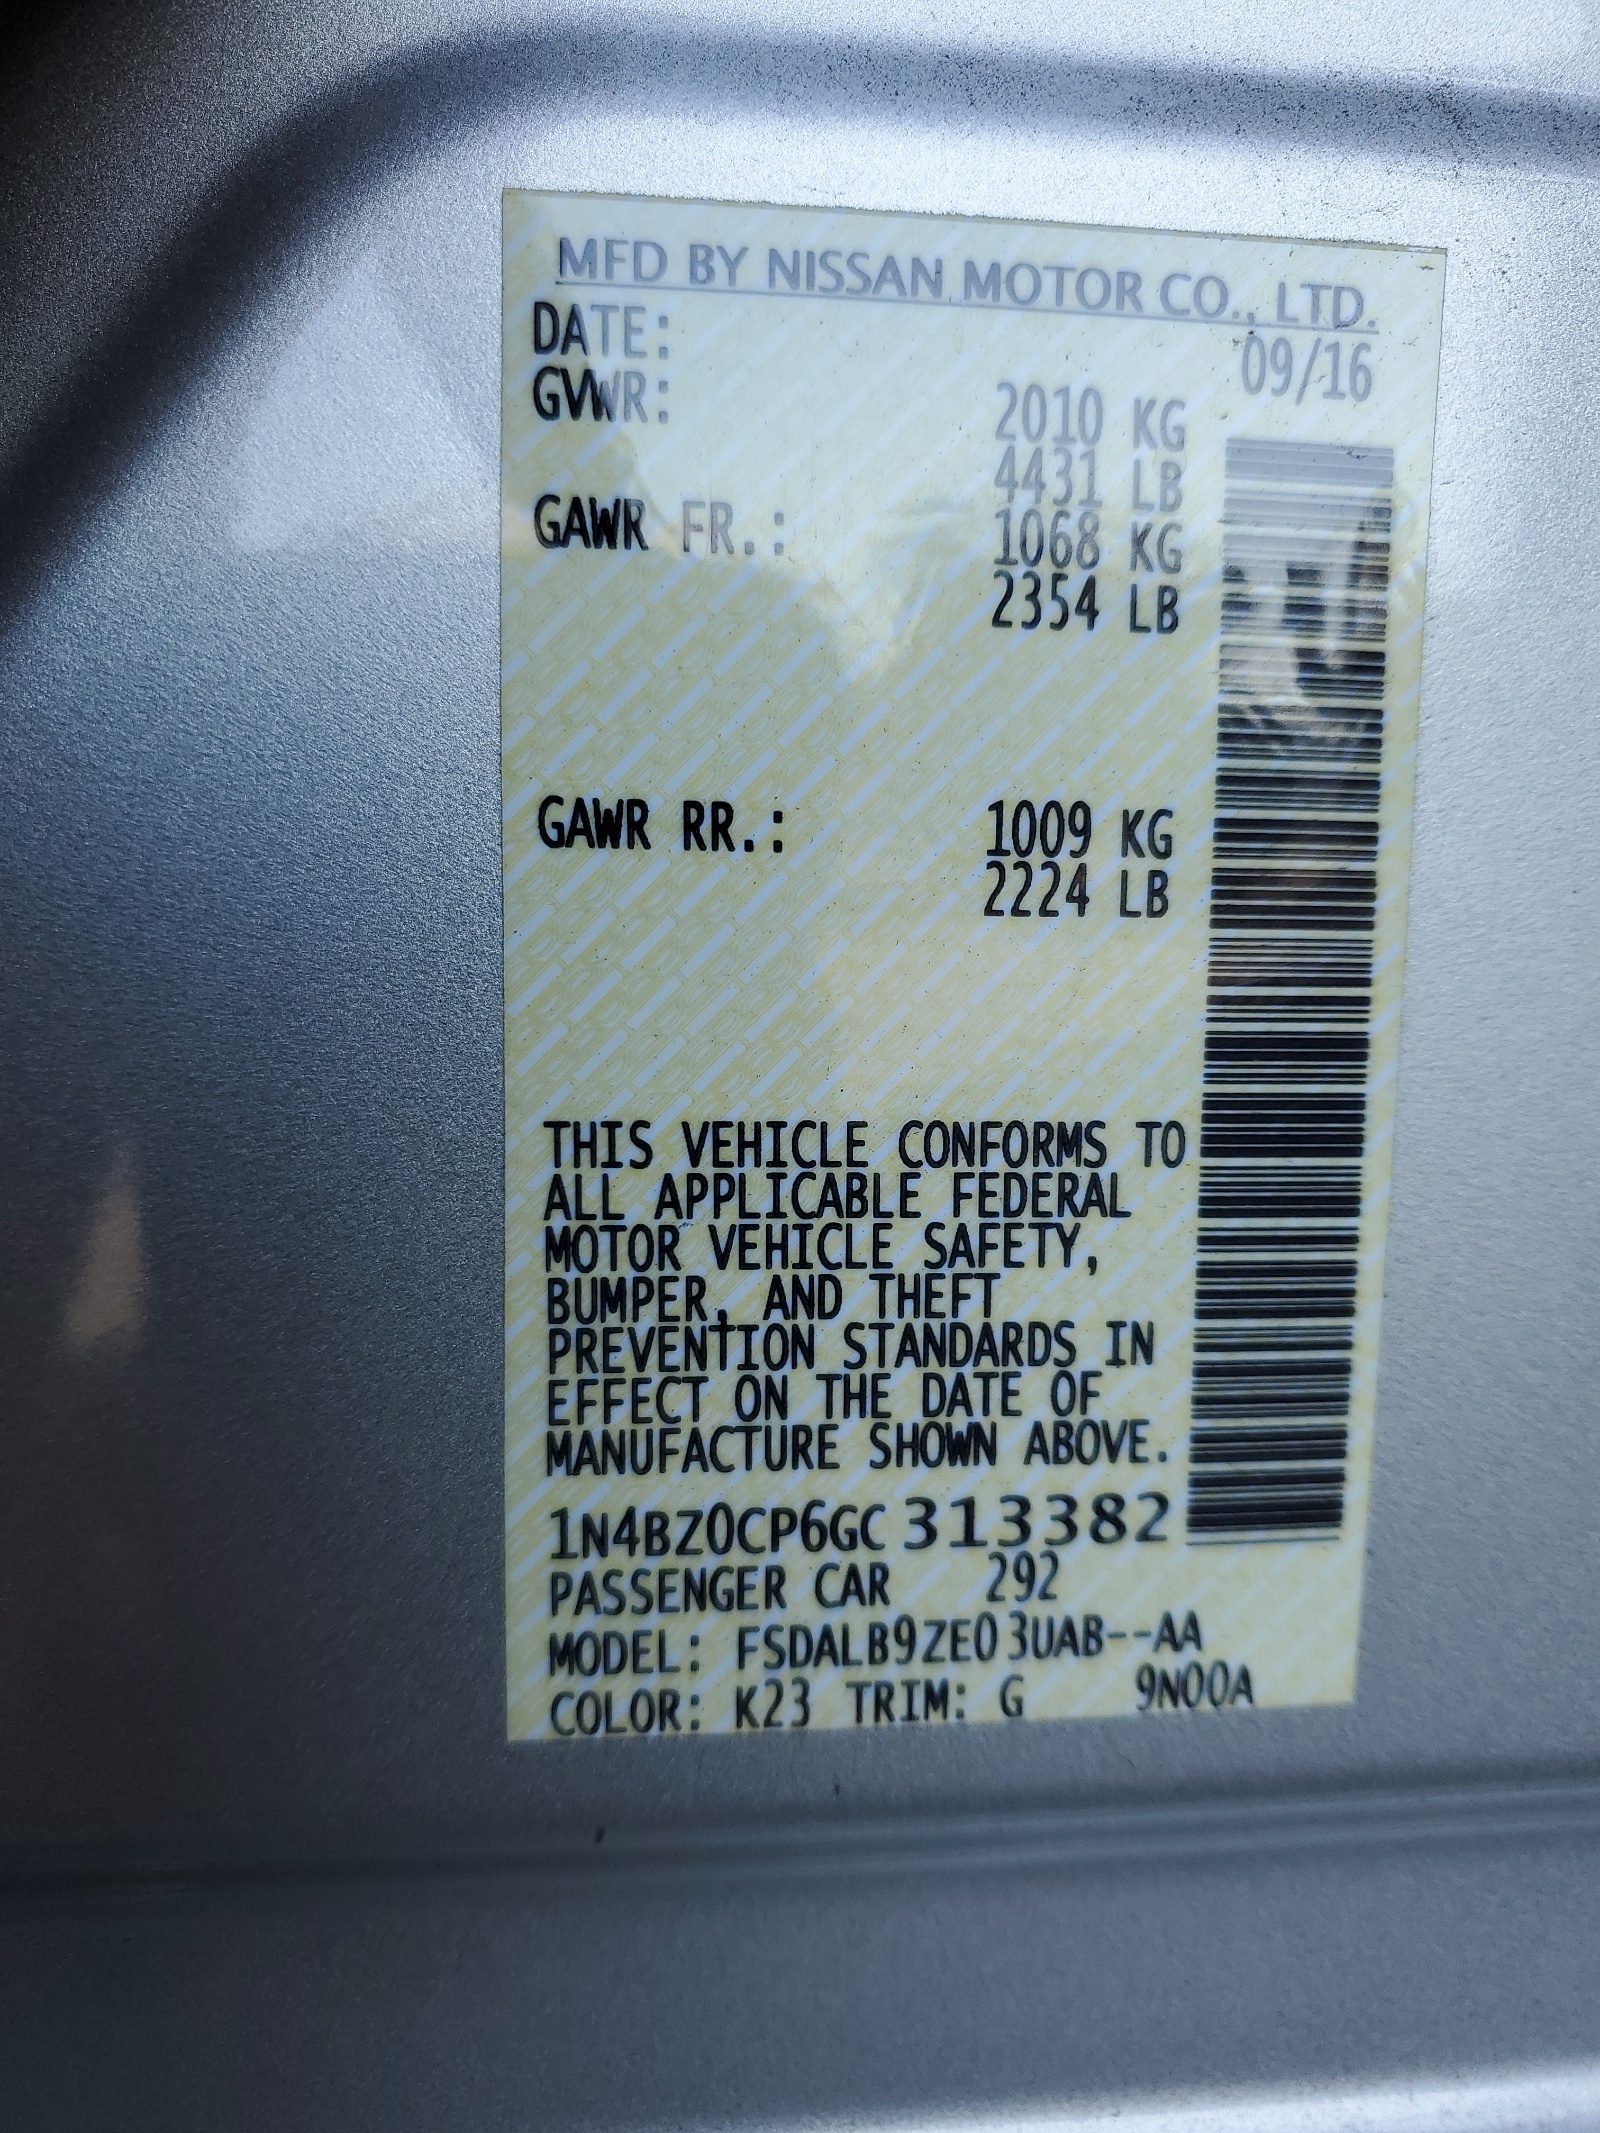 MFD BY NISSAN MOTOR CO., LTD.
DATE: 09/16
GVWR: 2010 KG
4431 LB
GAWR FR.: 1068 KG
2354 LB
GAWR RR.: 1009 KG
2224 LB
THIS VEHICLE CONFORMS TO
ALL APPLICABLE FEDERAL
MOTOR VEHICLE SAFETY,
BUMPER, AND THEFT
PREVENTION STANDARDS IN
EFFECT ON THE DATE OF
MANUFACTURE SHOWN ABOVE.
1N4BZ0CP6GC313382
PASSENGER CAR 292
MODEL: FSDALB9ZE03UAB--AA
COLOR: K23 TRIM: G 9N00A